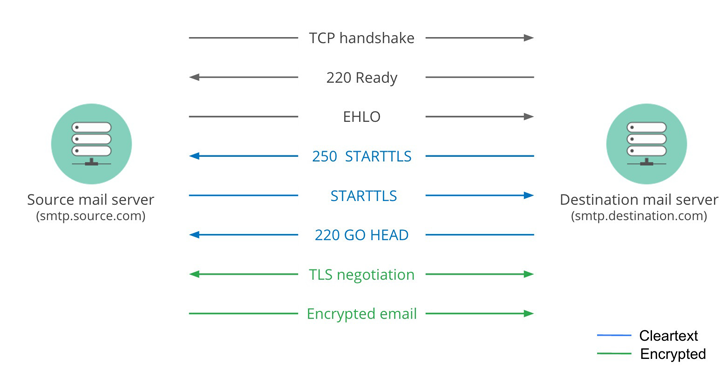 TCP handshake
220 Ready
EHLO
250 STARTTLS
STARTTLS
220 GO HEAD
TLS negotiation
Encrypted email
Source mail server
(smtp.source.com)
Destination mail server
(smtp.destination.com)
Cleartext
Encrypted